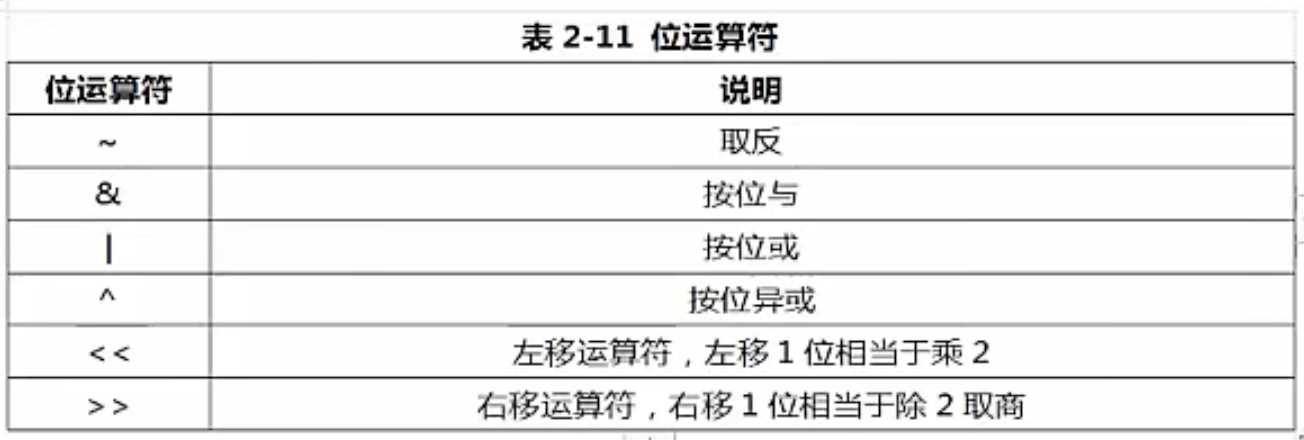 表 2-11 位运算符
位运算符 说明
~ 取反
& 按位与
| 按位或
^ 按位异或
<< 左移运算符，左移 1 位相当于乘 2
>> 右移运算符，右移 1 位相当于除 2 取商